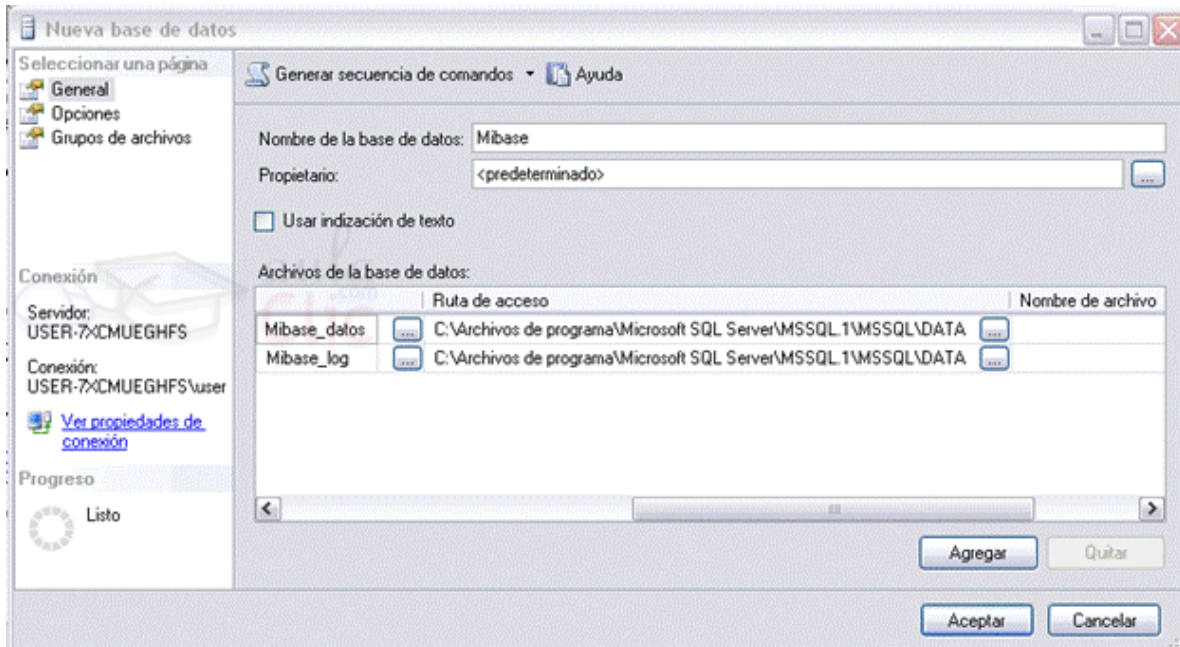 Nueva base de datos
Seleccionar una página
General
Opciones
Grupos de archivos
Generar secuencia de comandos
Ayuda
Nombre de la base de datos: Mibase
Propietario: <predeterminado>
Usar indización de texto
Archivos de la base de datos:
Ruta de acceso Nombre de archivo
Mibase_datos ... C:\Archivos de programa\Microsoft SQL Server\MSSQL.1\MSSQL\DATA ...
Mibase_log ... C:\Archivos de programa\Microsoft SQL Server\MSSQL.1\MSSQL\DATA ...
Conexión
Servidor:
USER-7XCMUEGHFS
Conexión:
USER-7XCMUEGHFS\user
Ver propiedades de
conexión
Progreso
Listo
Agregar
Quitar
Aceptar
Cancelar
aula
Clic
.com